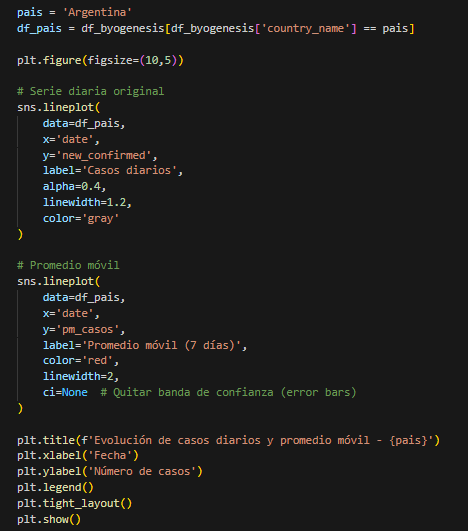 pais = 'Argentina'
df_pais = df_byogenesis[df_byogenesis['country_name'] == pais]

plt.figure(figsize=(10,5))

# Serie diaria original
sns.lineplot(
    data=df_pais,
    x='date',
    y='new_confirmed',
    label='Casos diarios',
    alpha=0.4,
    linewidth=1.2,
    color='gray'
)

# Promedio móvil
sns.lineplot(
    data=df_pais,
    x='date',
    y='pm_casos',
    label='Promedio móvil (7 días)',
    color='red',
    linewidth=2,
    ci=None  # Quitar banda de confianza (error bars)
)

plt.title(f'Evolución de casos diarios y promedio móvil - {pais}')
plt.xlabel('Fecha')
plt.ylabel('Número de casos')
plt.legend()
plt.tight_layout()
plt.show()